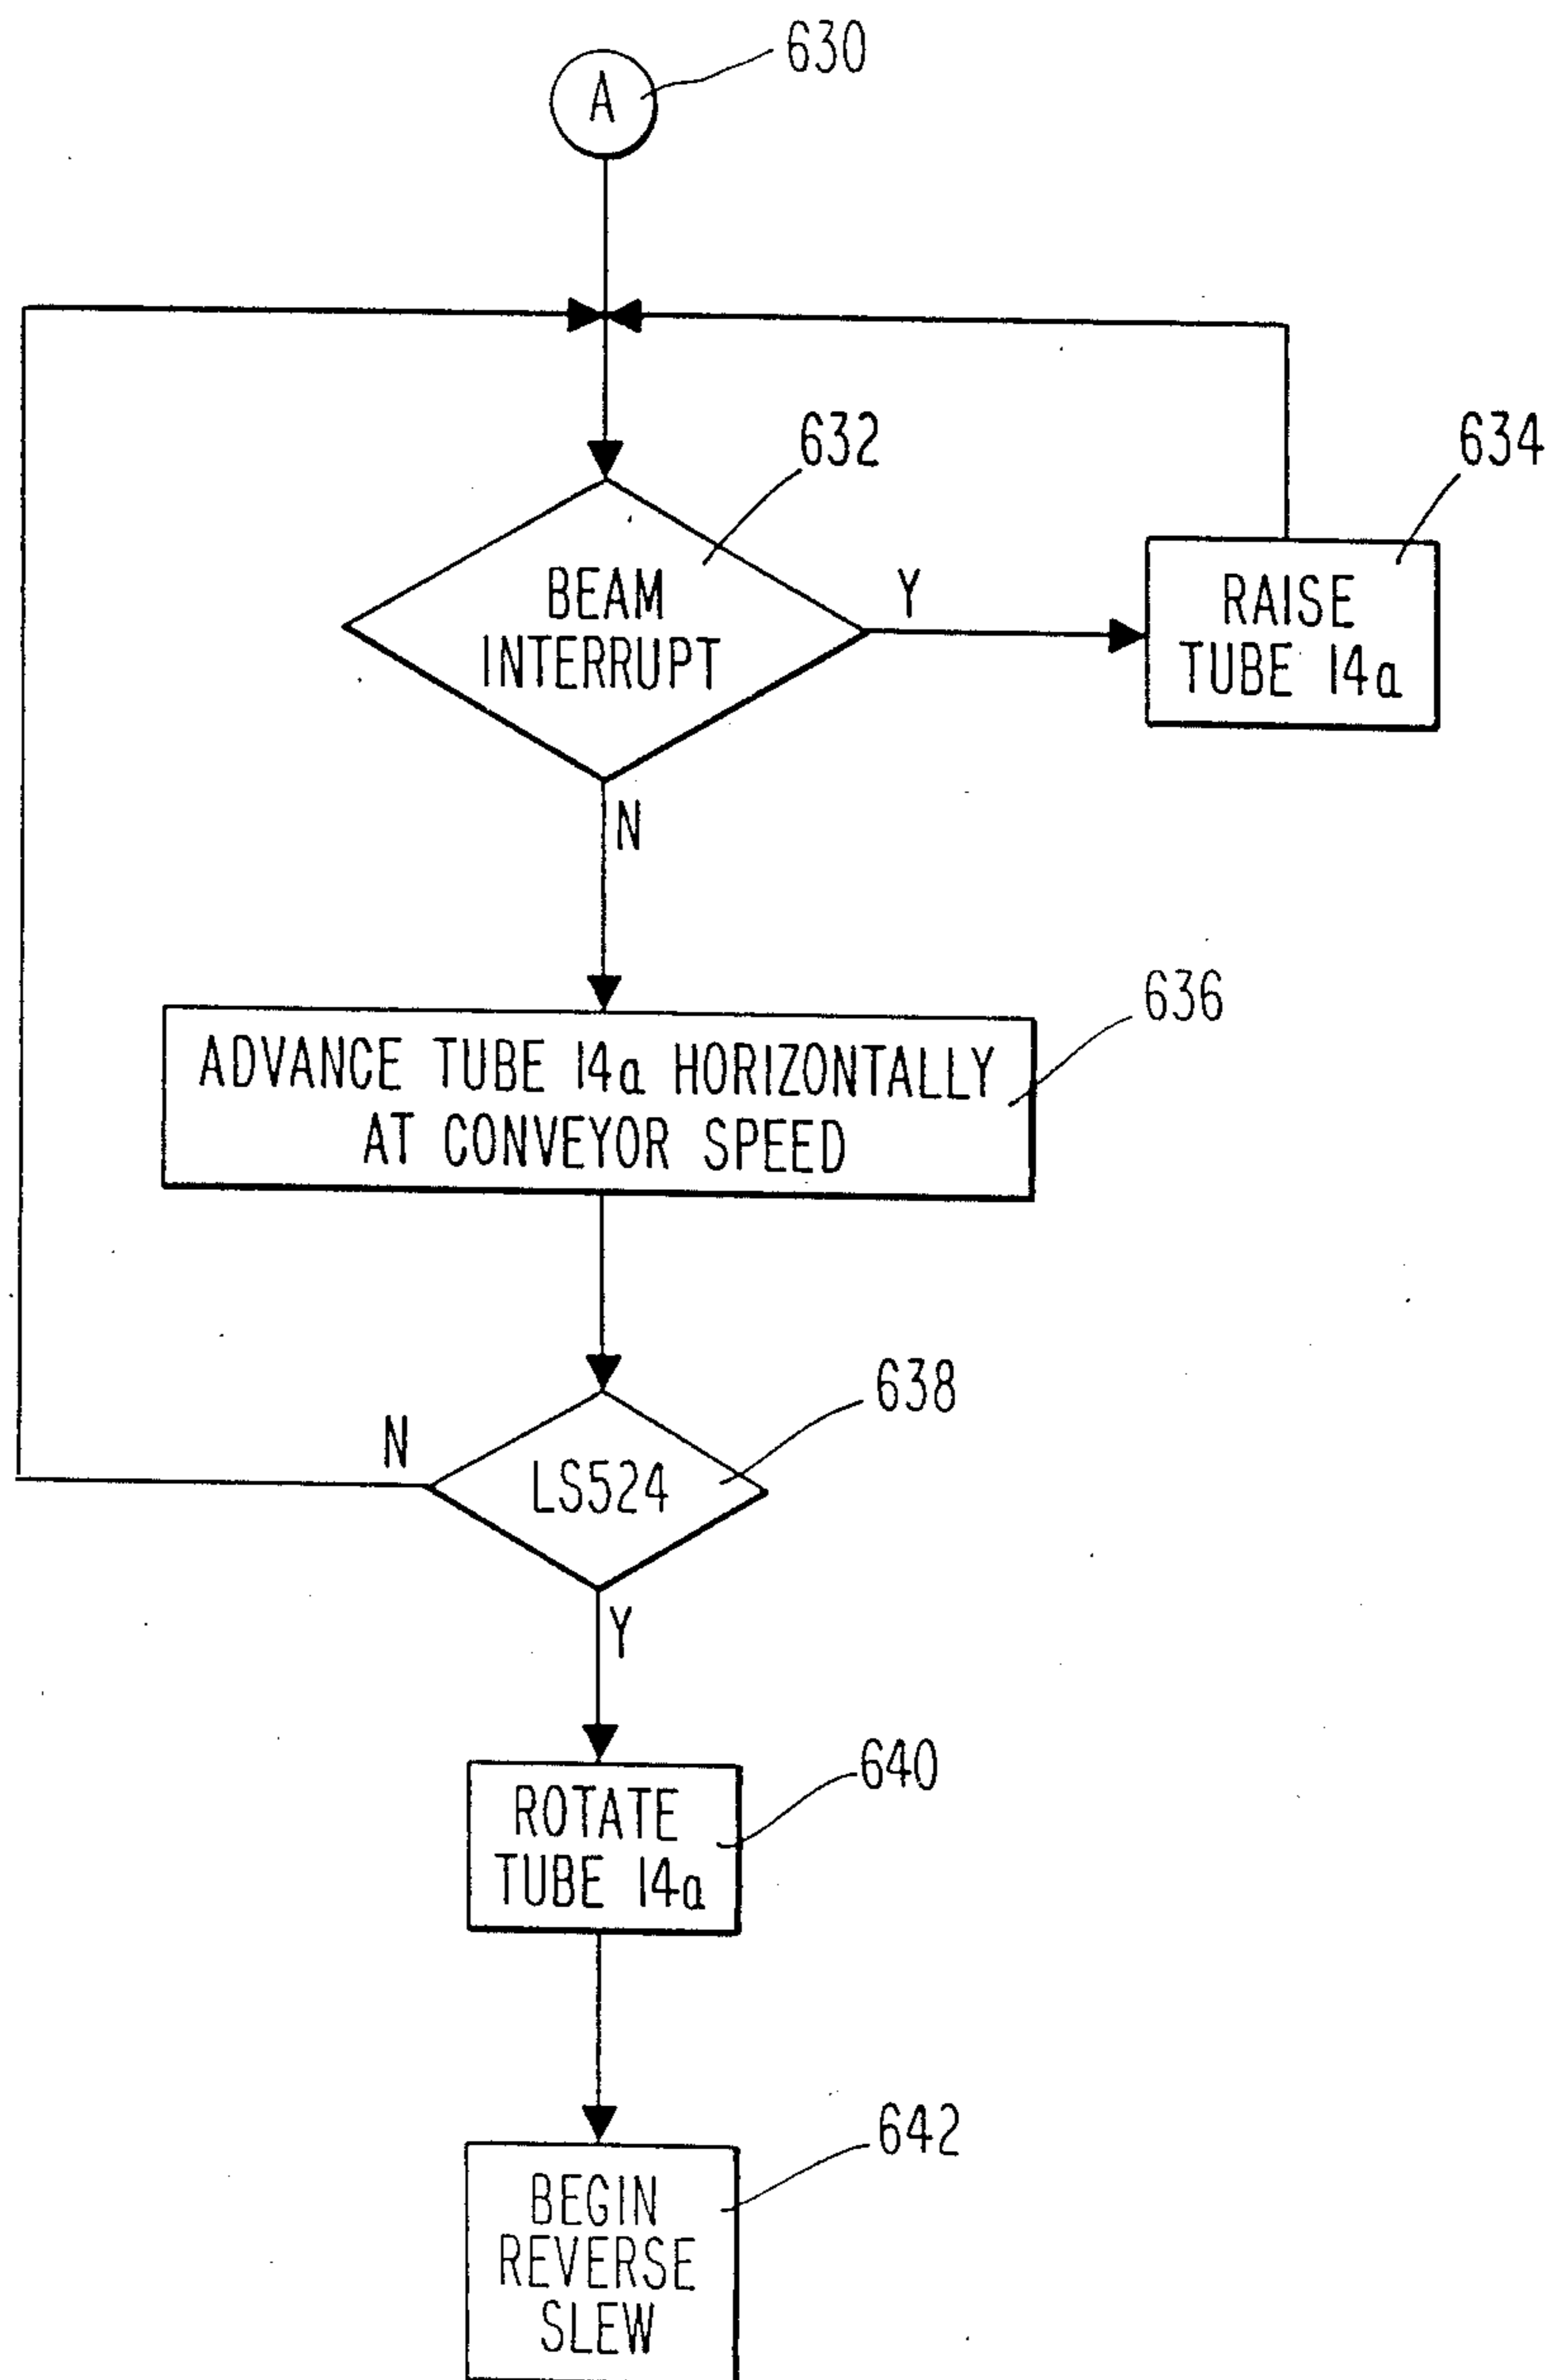 630
A
632
634
BEAM
INTERRUPT
Y
RAISE
TUBE 14a
N
636
ADVANCE TUBE 14a HORIZONTALLY
AT CONVEYOR SPEED
638
N
LS524
Y
640
ROTATE
TUBE 14a
642
BEGIN
REVERSE
SLEW